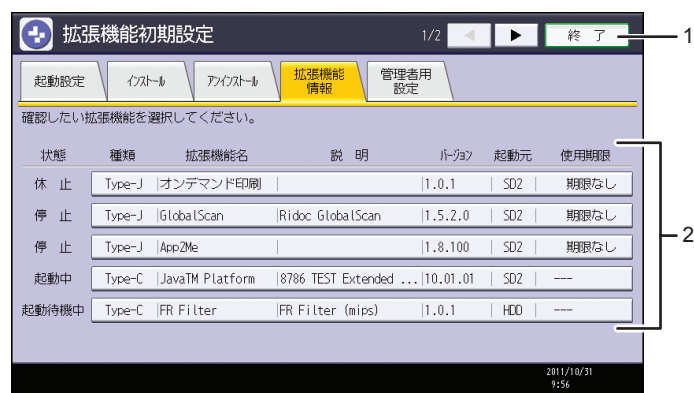 拡張機能初期設定 1/2 終 了 1
起動設定 インストール アンインストール 拡張機能情報 管理者用設定
確認したい拡張機能を選択してください。
状態 種類 拡張機能名 説 明 バージョン 起動元 使用期限
休 止 Type-J |オンデマンド印刷 | |1.0.1 | SD2 | 期限なし
停 止 Type-J |GlobalScan |Ridoc GlobalScan |1.5.2.0 | SD2 | 期限なし
2
停 止 Type-J |App2Me | |1.8.100 | SD2 | 期限なし
起動中 Type-C |JavaTM Platform |8786 TEST Extended ...|10.01.01 | SD2 | ---
起動待機中 Type-C |FR Filter |FR Filter (mips) |1.0.1 | HDD | ---
2011/10/31
9:56